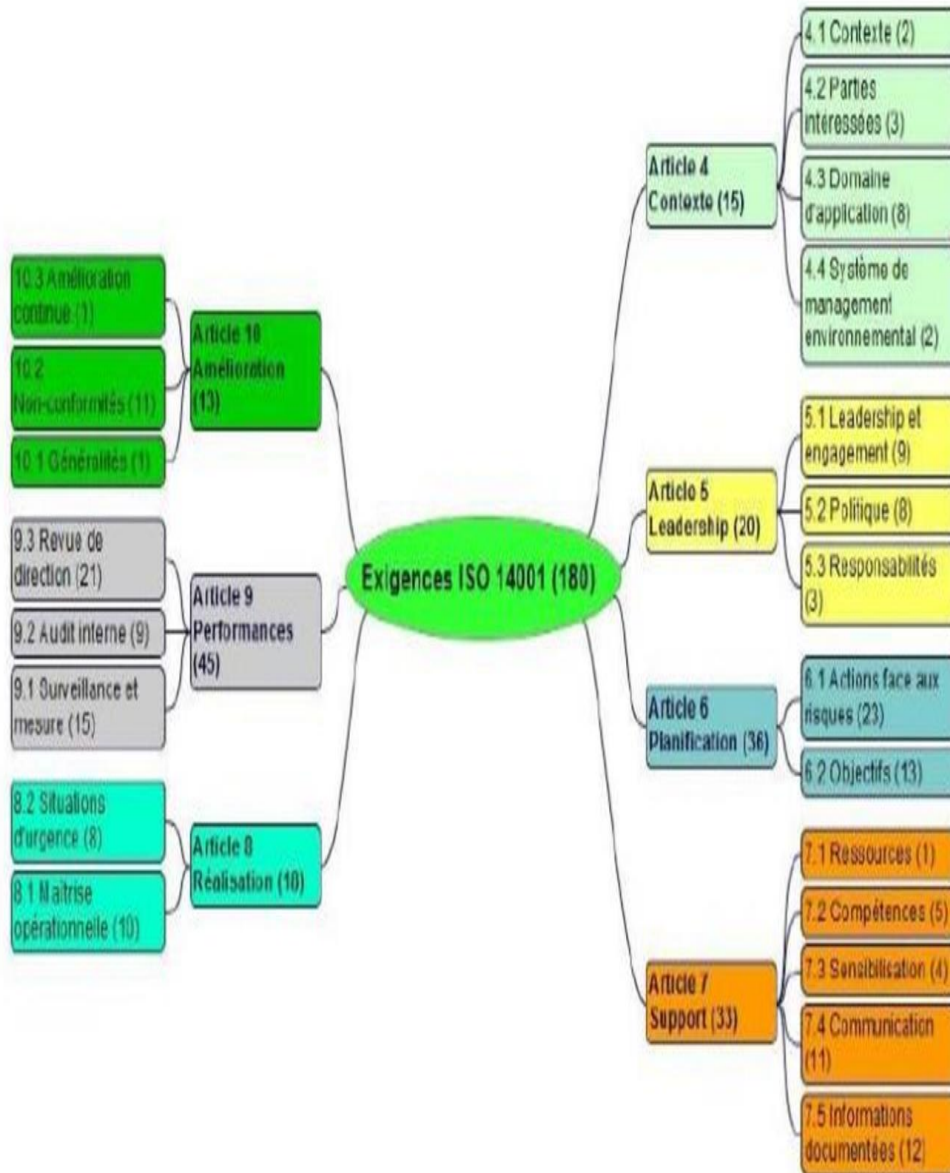 Exigences ISO 14001 (180)
Article 4
Contexte (15)
4.1 Contexte (2)
4.2 Parties
intéressées (3)
4.3 Domaine
d'application (8)
4.4 Système de
management
environnemental (2)
Article 5
Leadership (20)
5.1 Leadership et
engagement (9)
5.2 Politique (8)
5.3 Responsabilités
(3)
Article 6
Planification (36)
6.1 Actions face aux
risques (23)
6.2 Objectifs (13)
Article 7
Support (33)
7.1 Ressources (1)
7.2 Compétences (5)
7.3 Sensibilisation (4)
7.4 Communication
(11)
7.5 Informations
documentées (12)
Article 8
Réalisation (18)
8.2 Situations
d'urgence (8)
8.1 Maîtrise
opérationnelle (10)
Article 9
Performances
(45)
9.3 Revue de
direction (21)
9.2 Audit interne (9)
9.1 Surveillance et
mesure (15)
Article 10
Amélioration
(13)
10.3 Amélioration
continue (1)
10.2
Non-conformités (11)
10.1 Généralités (1)